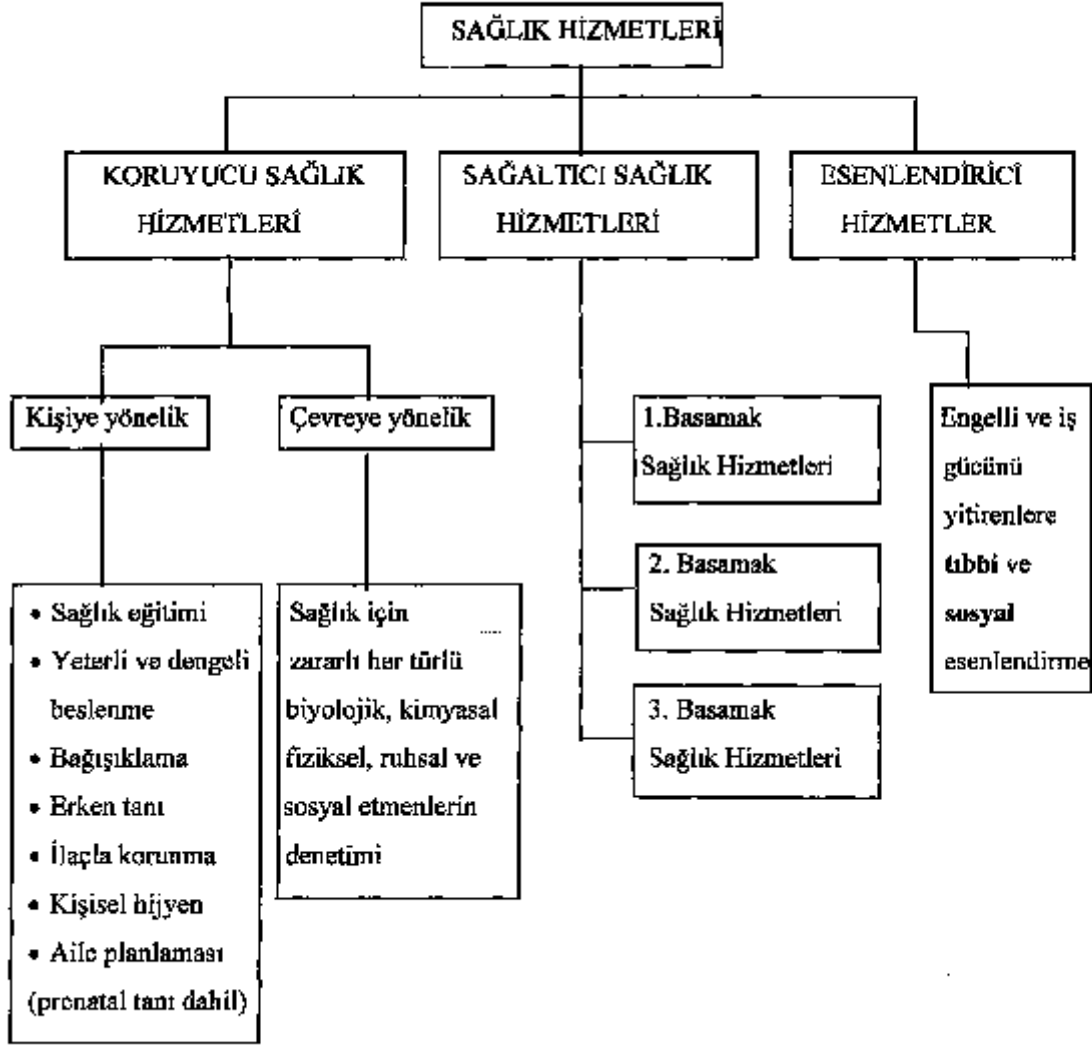 SAĞLIK HİZMETLERİ
KORUYUCU SAĞLIK
HİZMETLERİ
SAĞALTICI SAĞLIK
HİZMETLERİ
ESENLENDİRİCİ
HİZMETLER
Kişiye yönelik
Çevreye yönelik
• Sağlık eğitimi
• Yeterli ve dengeli
beslenme
• Bağışıklama
• Erken tanı
• İlaçla korunma
• Kişisel hijyen
• Aile planlaması
(prenatal tanı dahil)
Sağlık için
zararlı her türlü
biyolojik, kimyasal
fiziksel, ruhsal ve
sosyal etmenlerin
denetimi
1.Basamak
Sağlık Hizmetleri
2. Basamak
Sağlık Hizmetleri
3. Basamak
Sağlık Hizmetleri
Engelli ve iş
gücünü
yitirenlere
tıbbi ve
sosyal
esenlendirme